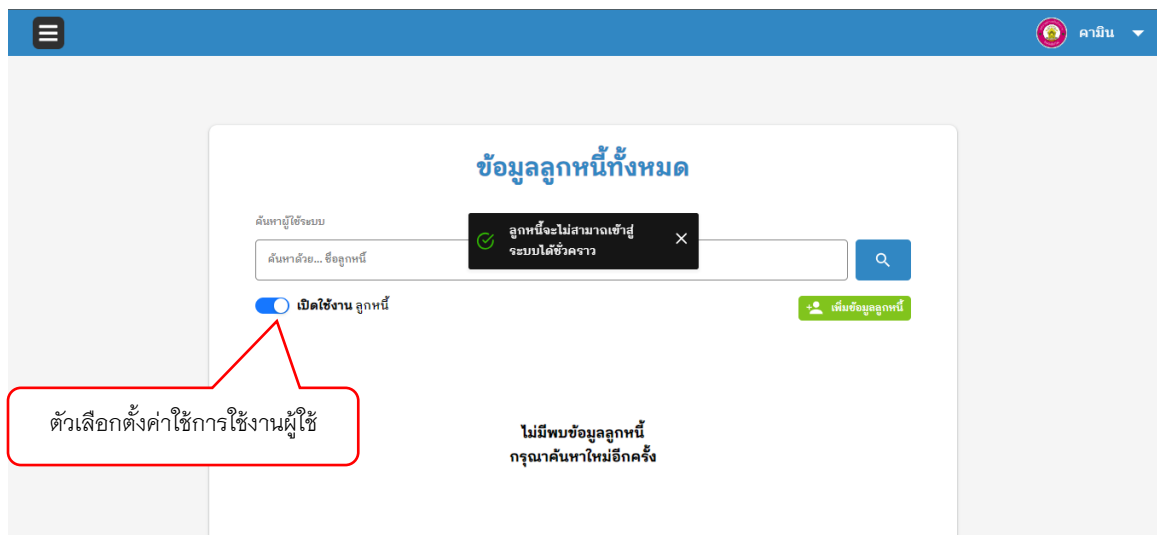 คามิน
ข้อมูลลูกหนี้ทั้งหมด
ค้นหาผู้ใช้ระบบ
ลูกหนี้จะไม่สามาถเข้าสู่
ระบบได้ชั่วคราว
ค้นหาด้วย... ชื่อลูกหนี้
เปิดใช้งาน ลูกหนี้
เพิ่มข้อมูลลูกหนี้
ตัวเลือกตั้งค่าใช้การใช้งานผู้ใช้
ไม่มีพบข้อมูลลูกหนี้
กรุณาค้นหาใหม่อีกครั้ง